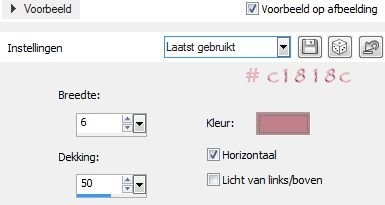 Voorbeeld
Voorbeeld op afbeelding
Instellingen
Laatst gebruikt
# c1818c
Breedte:
6
Kleur:
Horizontaal
Dekking:
50
Licht van links/boven